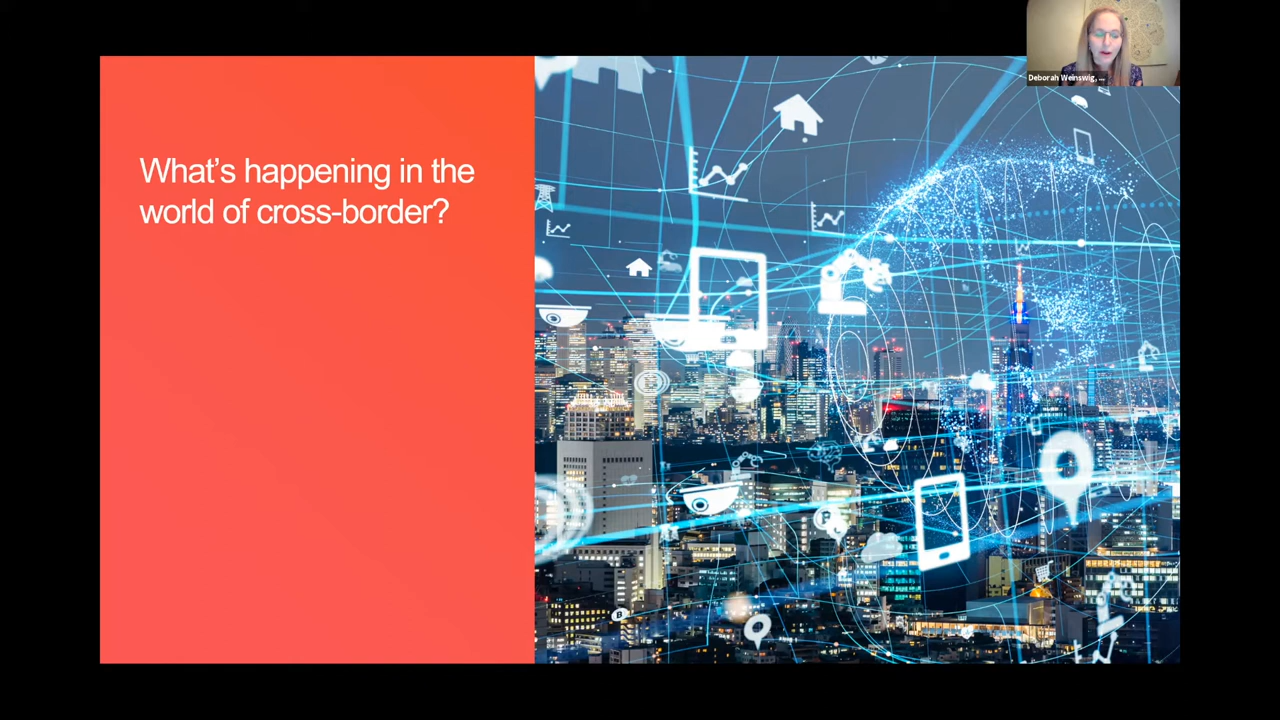 Deborah Weinswig, ...
What’s happening in the
world of cross-border?